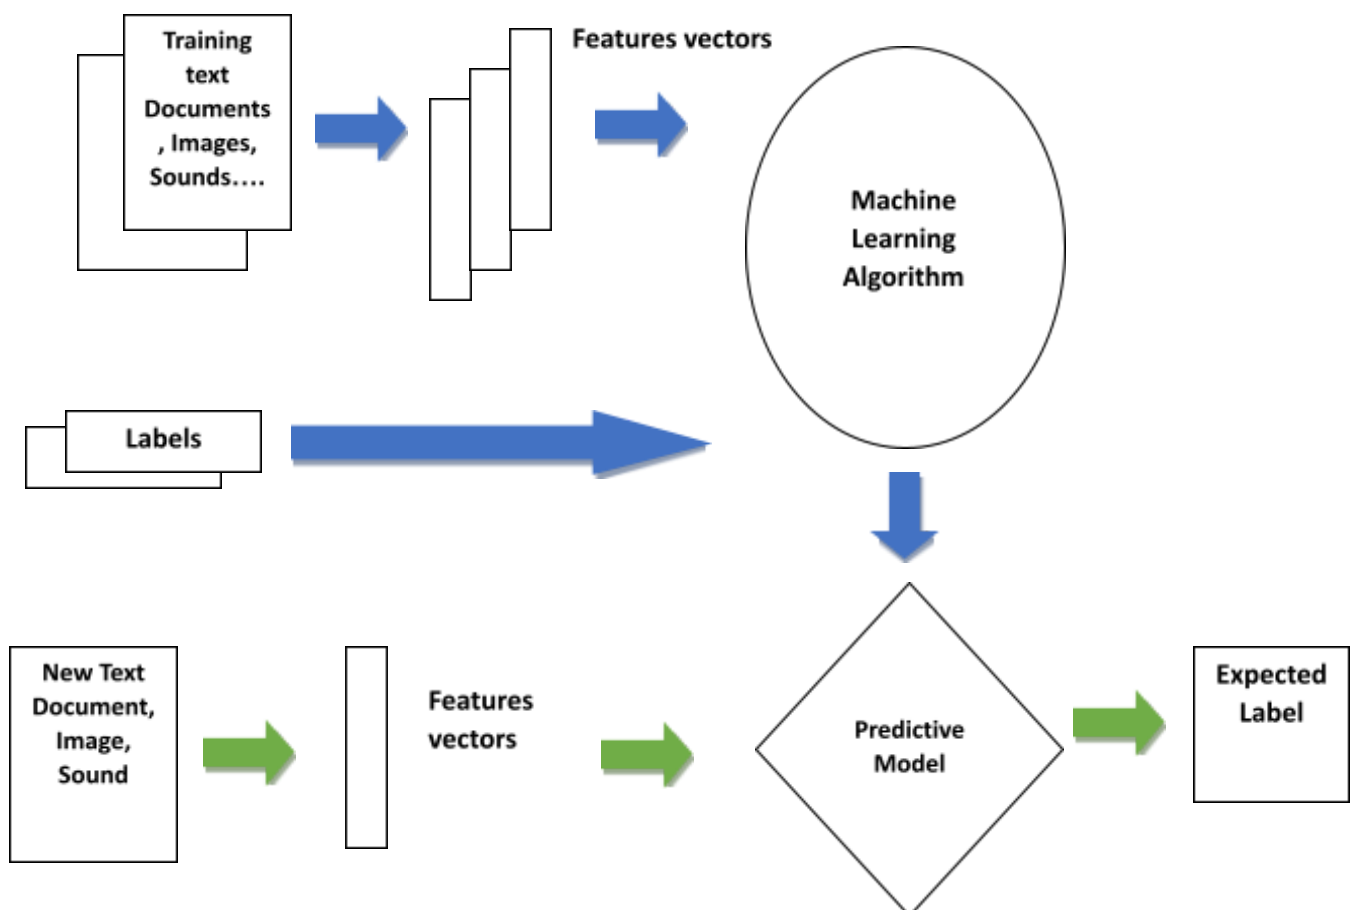 Training
text
Documents
, Images,
Sounds....
Features vectors
Machine
Learning
Algorithm
Labels
New Text
Document,
Image,
Sound
Features
vectors
Predictive
Model
Expected
Label